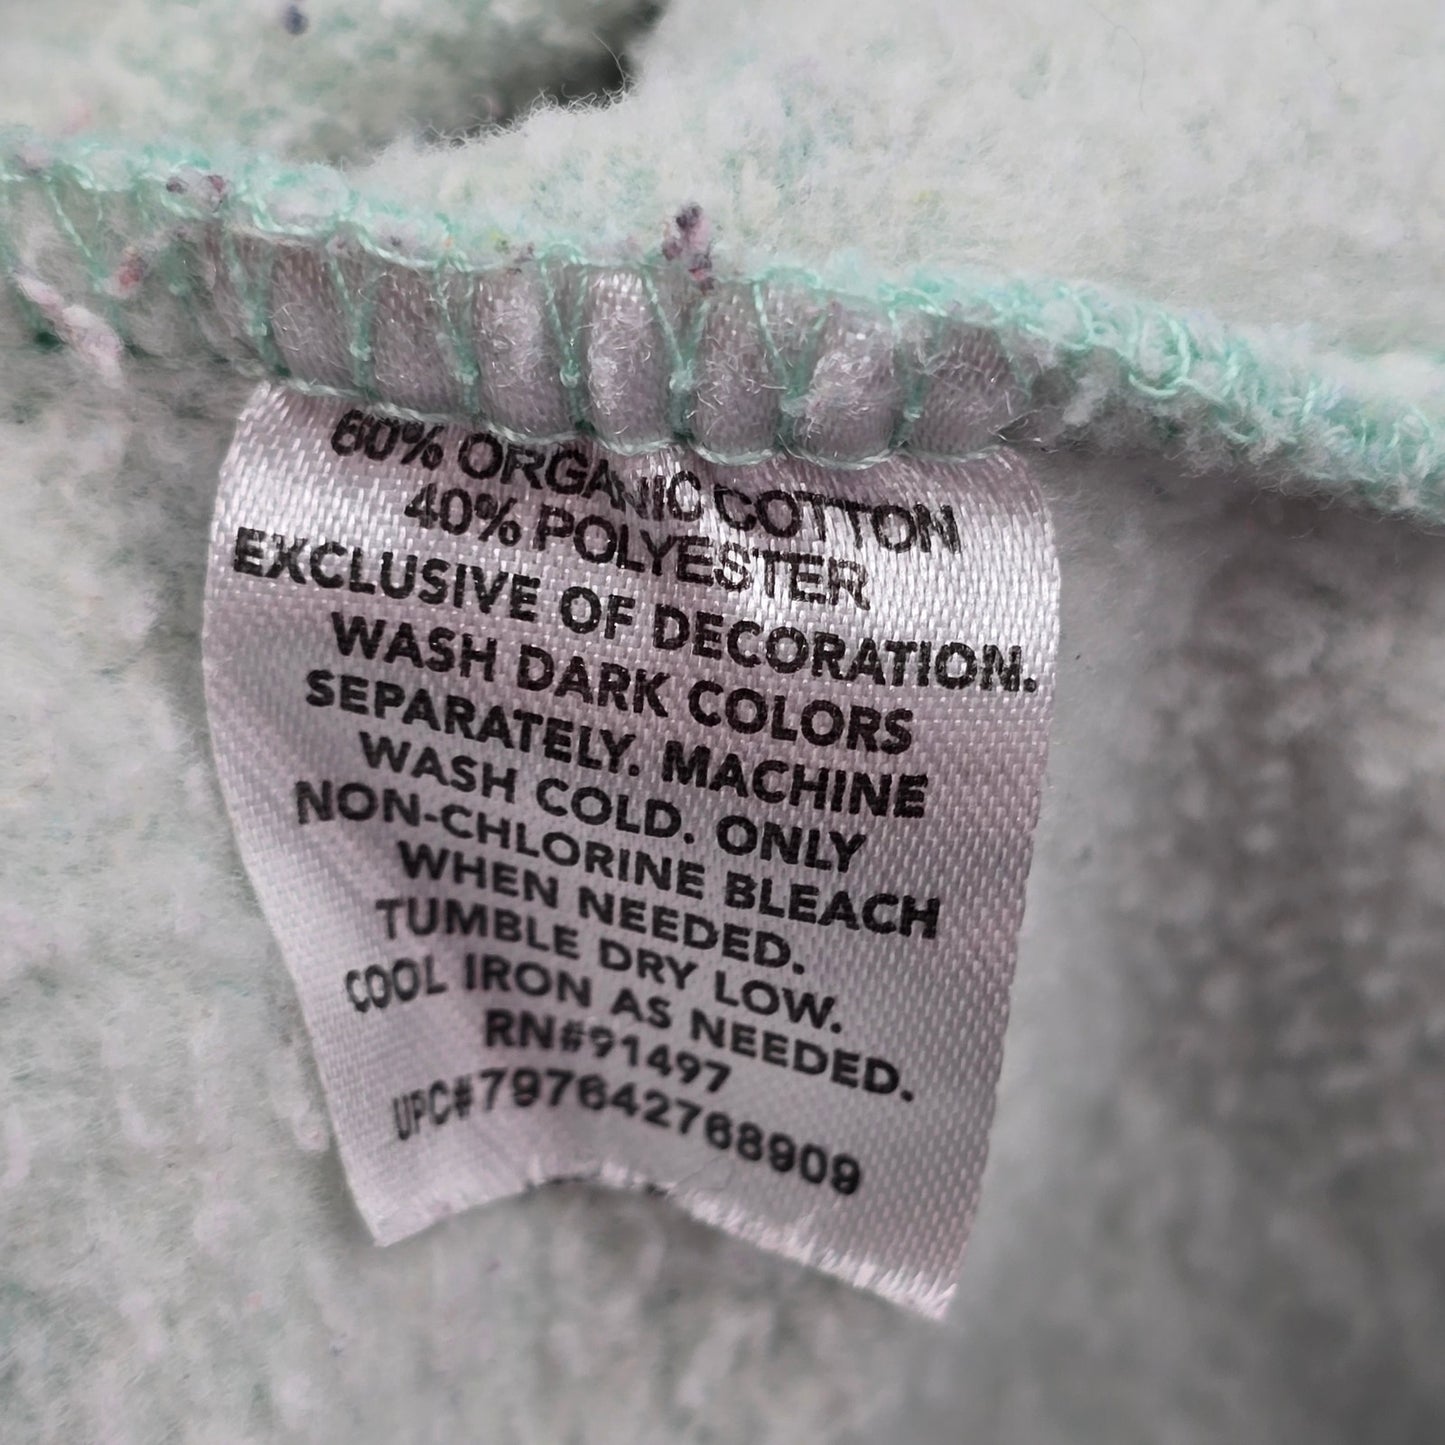 60% ORGANIC COTTON
40% POLYESTER
EXCLUSIVE OF DECORATION.
WASH DARK COLORS
SEPARATELY. MACHINE
WASH COLD. ONLY
NON-CHLORINE BLEACH
WHEN NEEDED.
TUMBLE DRY LOW.
COOL IRON AS NEEDED.
RN#91497
UPC#797642768909